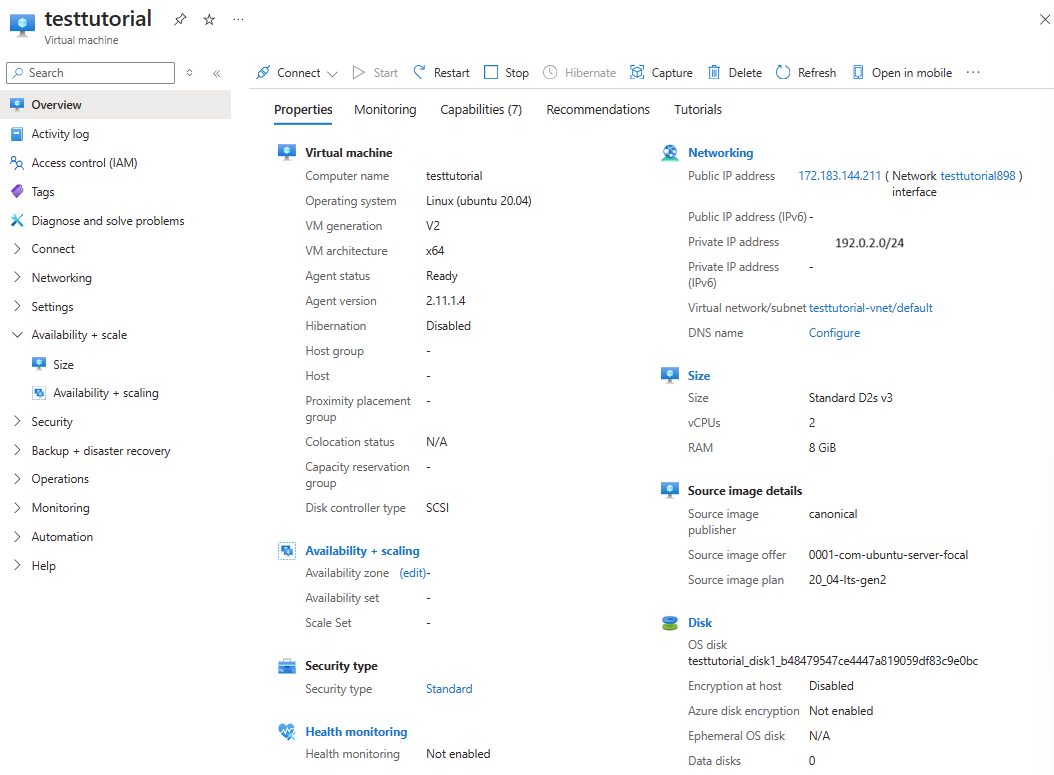 testtutorial
Virtual machine
Search
Overview
Activity log
Access control (IAM)
Tags
Diagnose and solve problems
Connect
Networking
Settings
Availability + scale
Size
Availability + scaling
Security
Backup + disaster recovery
Operations
Monitoring
Automation
Help
Connect Start Restart Stop Hibernate Capture Delete Refresh Open in mobile
Properties Monitoring Capabilities (7) Recommendations Tutorials
Virtual machine
Computer name testtutorial
Operating system Linux (ubuntu 20.04)
VM generation V2
VM architecture x64
Agent status Ready
Agent version 2.11.1.4
Hibernation Disabled
Host group -
Host -
Proximity placement -
group
Colocation status N/A
Capacity reservation -
group
Disk controller type SCSI
Availability + scaling
Availability zone (edit) -
Availability set -
Scale Set -
Security type
Security type Standard
Health monitoring
Health monitoring Not enabled
Networking
Public IP address 172.183.144.211 ( Network testtutorial898 )
interface
Public IP address (IPv6) -
Private IP address 192.0.2.0/24
Private IP address -
(IPv6)
Virtual network/subnet testtutorial-vnet/default
DNS name Configure
Size
Size Standard D2s v3
vCPUs 2
RAM 8 GiB
Source image details
Source image canonical
publisher
Source image offer 0001-com-ubuntu-server-focal
Source image plan 20_04-lts-gen2
Disk
OS disk
testtutorial_disk1_b48479547ce4447a819059df83c9e0bc
Encryption at host Disabled
Azure disk encryption Not enabled
Ephemeral OS disk N/A
Data disks 0